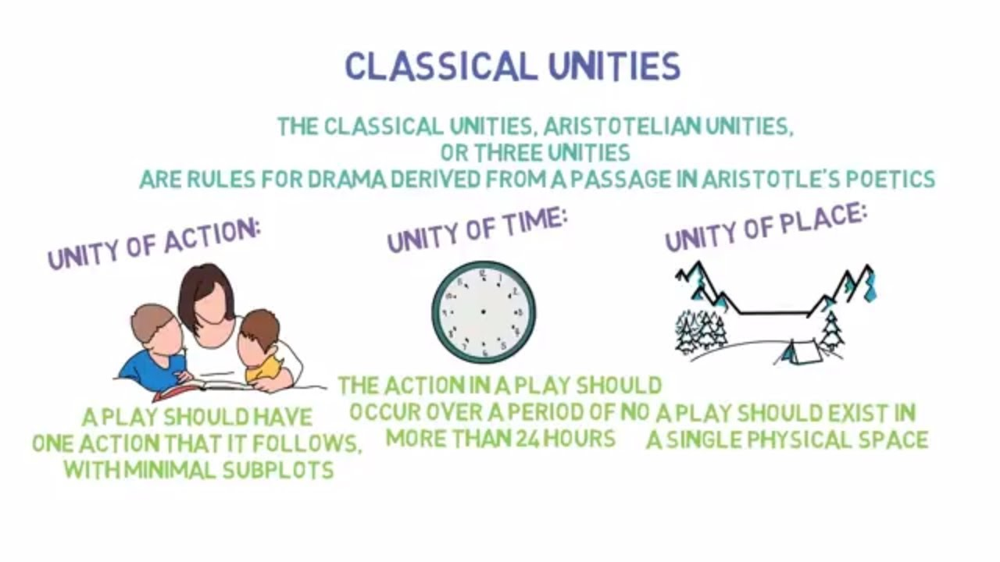 CLASSICAL UNITIES
THE CLASSICAL UNITIES, ARISTOTELIAN UNITIES,
OR THREE UNITIES
ARE RULES FOR DRAMA DERIVED FROM A PASSAGE IN ARISTOTLE'S POETICS
UNITY OF ACTION:
A PLAY SHOULD HAVE
ONE ACTION THAT IT FOLLOWS,
WITH MINIMAL SUBPLOTS
UNITY OF TIME:
THE ACTION IN A PLAY SHOULD
OCCUR OVER A PERIOD OF NO
MORE THAN 24 HOURS
UNITY OF PLACE:
A PLAY SHOULD EXIST IN
A SINGLE PHYSICAL SPACE